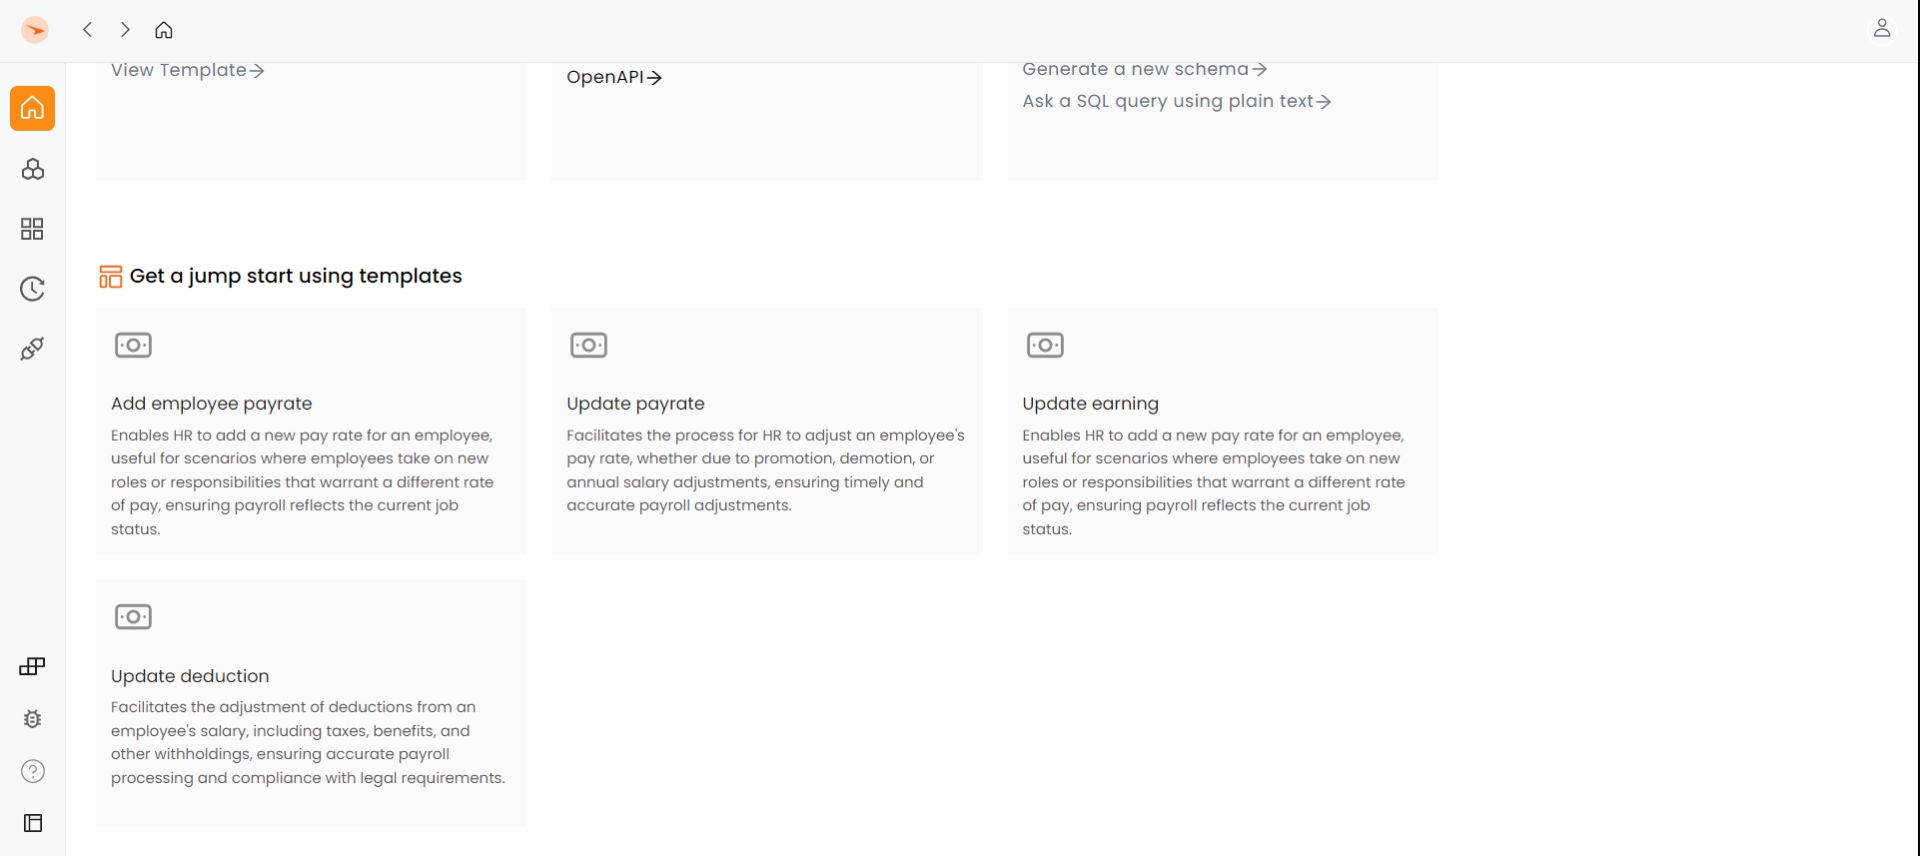 View Template
OpenAPI
Generate a new schema
Ask a SQL query using plain text
Get a jump start using templates
Add employee payrate
Enables HR to add a new pay rate for an employee,
useful for scenarios where employees take on new
roles or responsibilities that warrant a different rate
of pay, ensuring payroll reflects the current job
status.
Update payrate
Facilitates the process for HR to adjust an employee's
pay rate, whether due to promotion, demotion, or
annual salary adjustments, ensuring timely and
accurate payroll adjustments.
Update earning
Enables HR to add a new pay rate for an employee,
useful for scenarios where employees take on new
roles or responsibilities that warrant a different rate
of pay, ensuring payroll reflects the current job
status.
Update deduction
Facilitates the adjustment of deductions from an
employee's salary, including taxes, benefits, and
other withholdings, ensuring accurate payroll
processing and compliance with legal requirements.